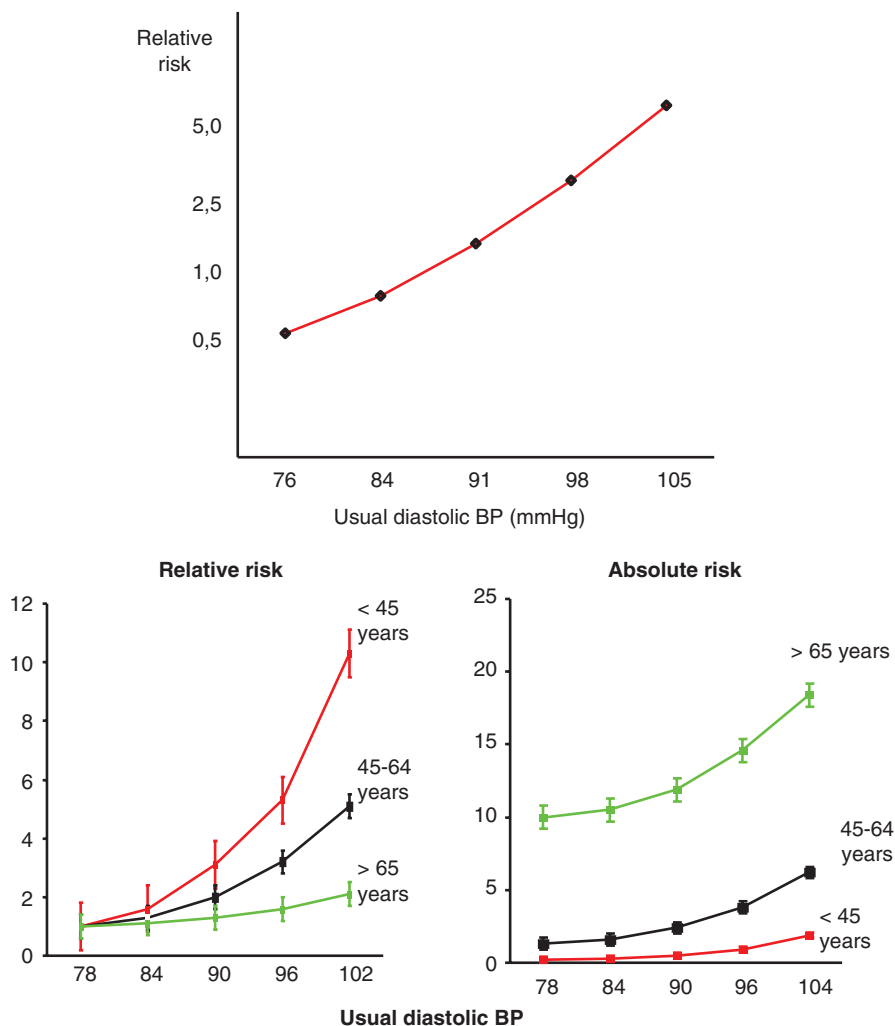 Relative
risk
5,0
2,5
1,0
0,5
76 84 91 98 105
Usual diastolic BP (mmHg)
Relative risk
12
10
8
6
4
2
0
< 45
years
45-64
years
> 65
years
78 84 90 96 102
Absolute risk
25
20
15
10
5
0
> 65 years
45-64
years
< 45
years
78 84 90 96 104
Usual diastolic BP